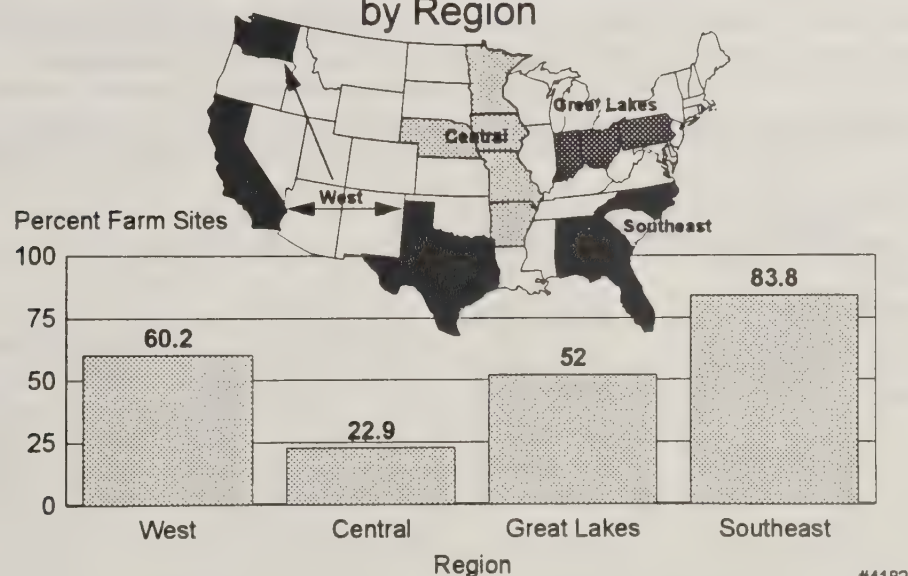 by Region
Great Lakes
Central
West
Southeast
Percent Farm Sites
100
75
50
25
0
60.2
22.9
52
83.8
West
Central
Great Lakes
Southeast
Region
#4182